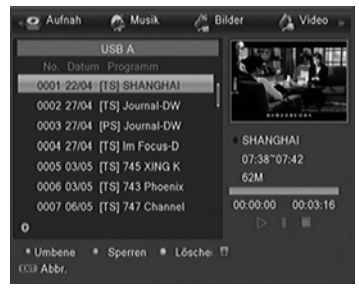 Aufnah Musik Bilder Video
USB A
No. Datum Programm
0001 22/04 [TS] SHANGHAI
0002 27/04 [TS] Journal-DW
0003 27/04 [PS] Journal-DW
0004 27/04 [TS] Im Focus-D
0005 03/05 [TS] 745 XING K
0006 03/05 [TS] 743 Phoenix
0007 06/05 [TS] 747 Channel
0
SHANGHAI
07:38~07:42
62M
00:00:00 00:03:16
Umbene Sperren Lösche
Abbr.